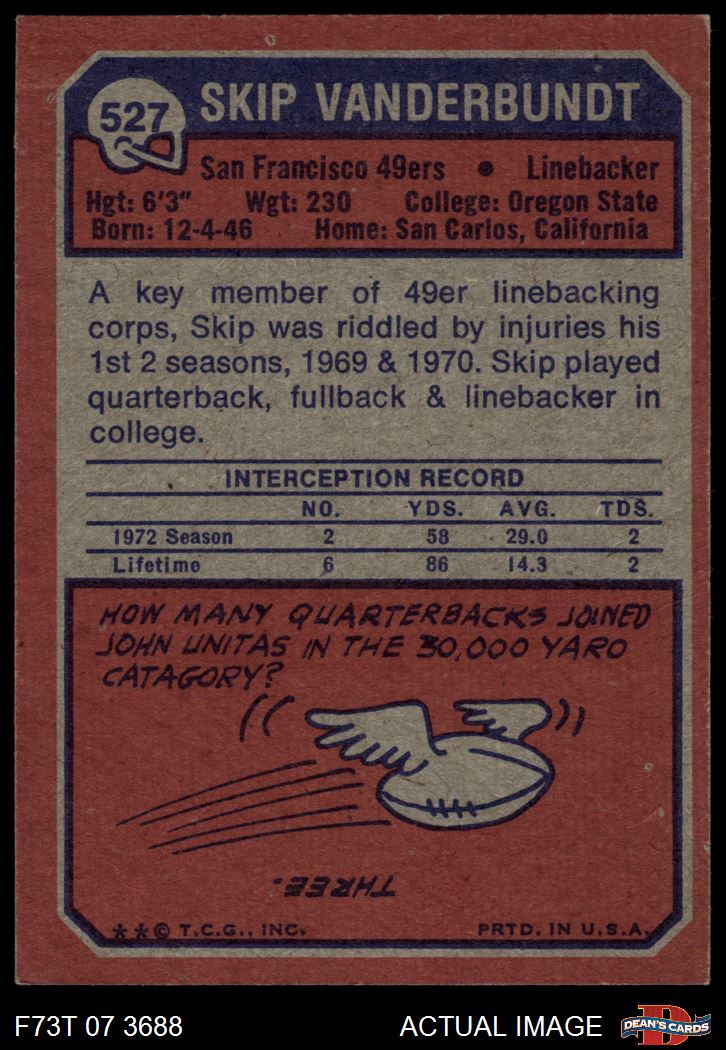 527
SKIP VANDERBUNDT
San Francisco 49ers • Linebacker
Hgt: 6'3" Wgt: 230 College: Oregon State
Born: 12-4-46 Home: San Carlos, California
A key member of 49er linebacking
corps, Skip was riddled by injuries his
1st 2 seasons, 1969 & 1970. Skip played
quarterback, fullback & linebacker in
college.
INTERCEPTION RECORD
NO. YDS. AVG. TDS.
1972 Season 2 58 29.0 2
Lifetime 6 86 14.3 2
HOW MANY QUARTERBACKS JOINED
JOHN UNITAS IN THE 30,000 YARD
CATAGORY?
THREE.
**© T.C.G., INC. PRTD. IN U.S.A.
F73T 07 3688 ACTUAL IMAGE
D
DEAN'S CARDS